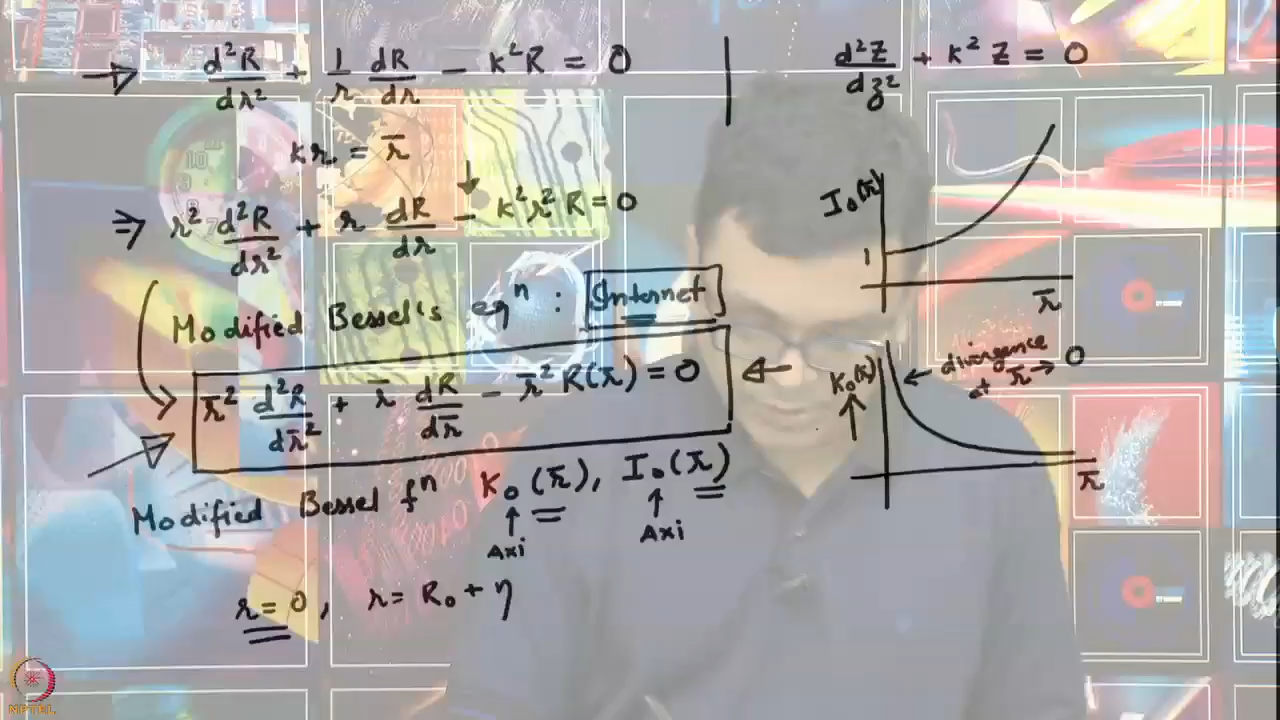 → d²R/dr² + 1/r dR/dr − k²R = 0 | d²Z/dz² + k² Z = 0
kr = r̄
⇒ r² d²R/dr² + r dR/dr − k²r²R = 0
Modified Bessel's eqⁿ : Internet
r̄² d²R/dr̄² + r̄ dR/dr̄ − r̄² R(r̄) = 0 ←
Modified Bessel fⁿ K₀(r̄), I₀(r̄)
↑ Axi ↑ Axi
r = 0, r = R₀ + η
I₀(r̄)
1
r̄
K₀(r̄)
← divergence
at r̄ → 0
r̄
NPTEL